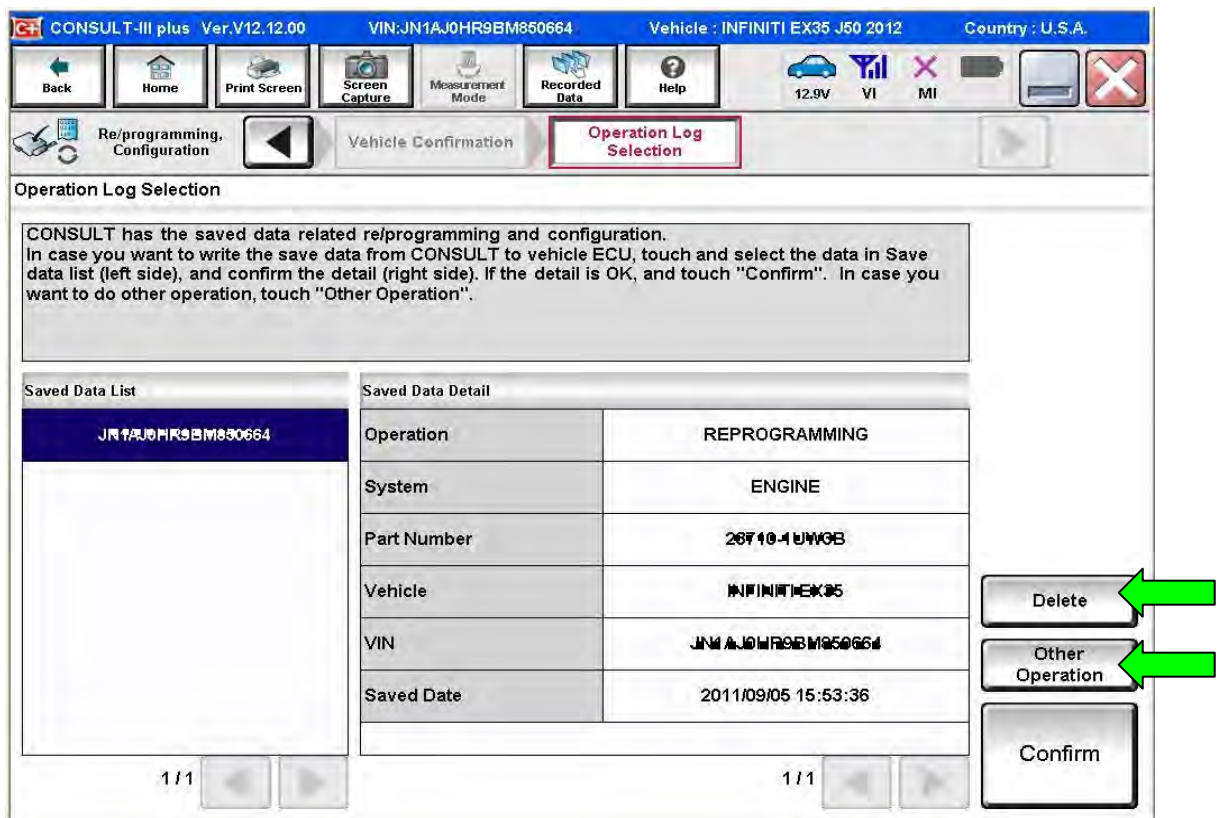 CONSULT-III plus Ver.V12.12.00 VIN:JN1AJ0HR9BM850664 Vehicle : INFINITI EX35 J50 2012 Country : U.S.A.
Back
Home
Print Screen
Screen
Capture
Measurement
Mode
Recorded
Data
Help
12.9V
VI
MI
Re/programming,
Configuration
Vehicle Confirmation
Operation Log
Selection
Operation Log Selection
CONSULT has the saved data related re/programming and configuration.
In case you want to write the save data from CONSULT to vehicle ECU, touch and select the data in Save
data list (left side), and confirm the detail (right side). If the detail is OK, and touch "Confirm". In case you
want to do other operation, touch "Other Operation".
Saved Data List
Saved Data Detail
JN1AJ0HR9BM850664
Operation REPROGRAMMING
System ENGINE
Part Number
Vehicle INFINITI EX35
VIN JN1AJ0HR9BM850664
Saved Date 2011/09/05 15:53:36
Delete
Other
Operation
Confirm
1/1
1/1